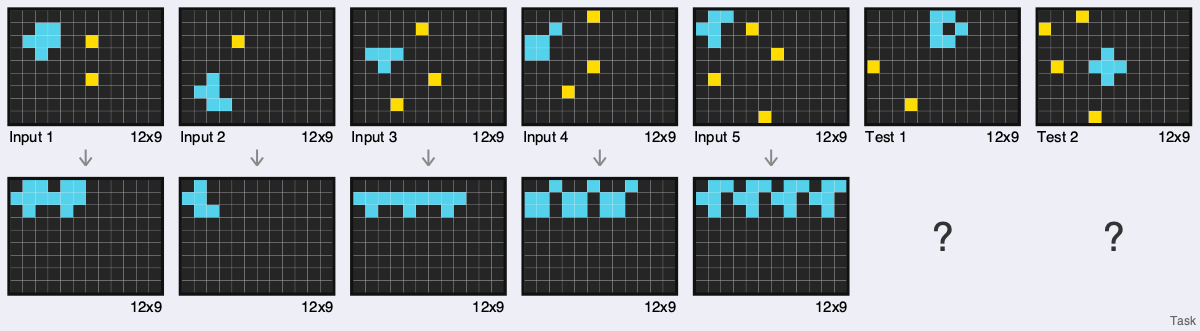 Input 1 12x9
Input 2 12x9
Input 3 12x9
Input 4 12x9
Input 5 12x9
Test 1 12x9
Test 2 12x9
12x9
12x9
12x9
12x9
12x9
?
?
Task